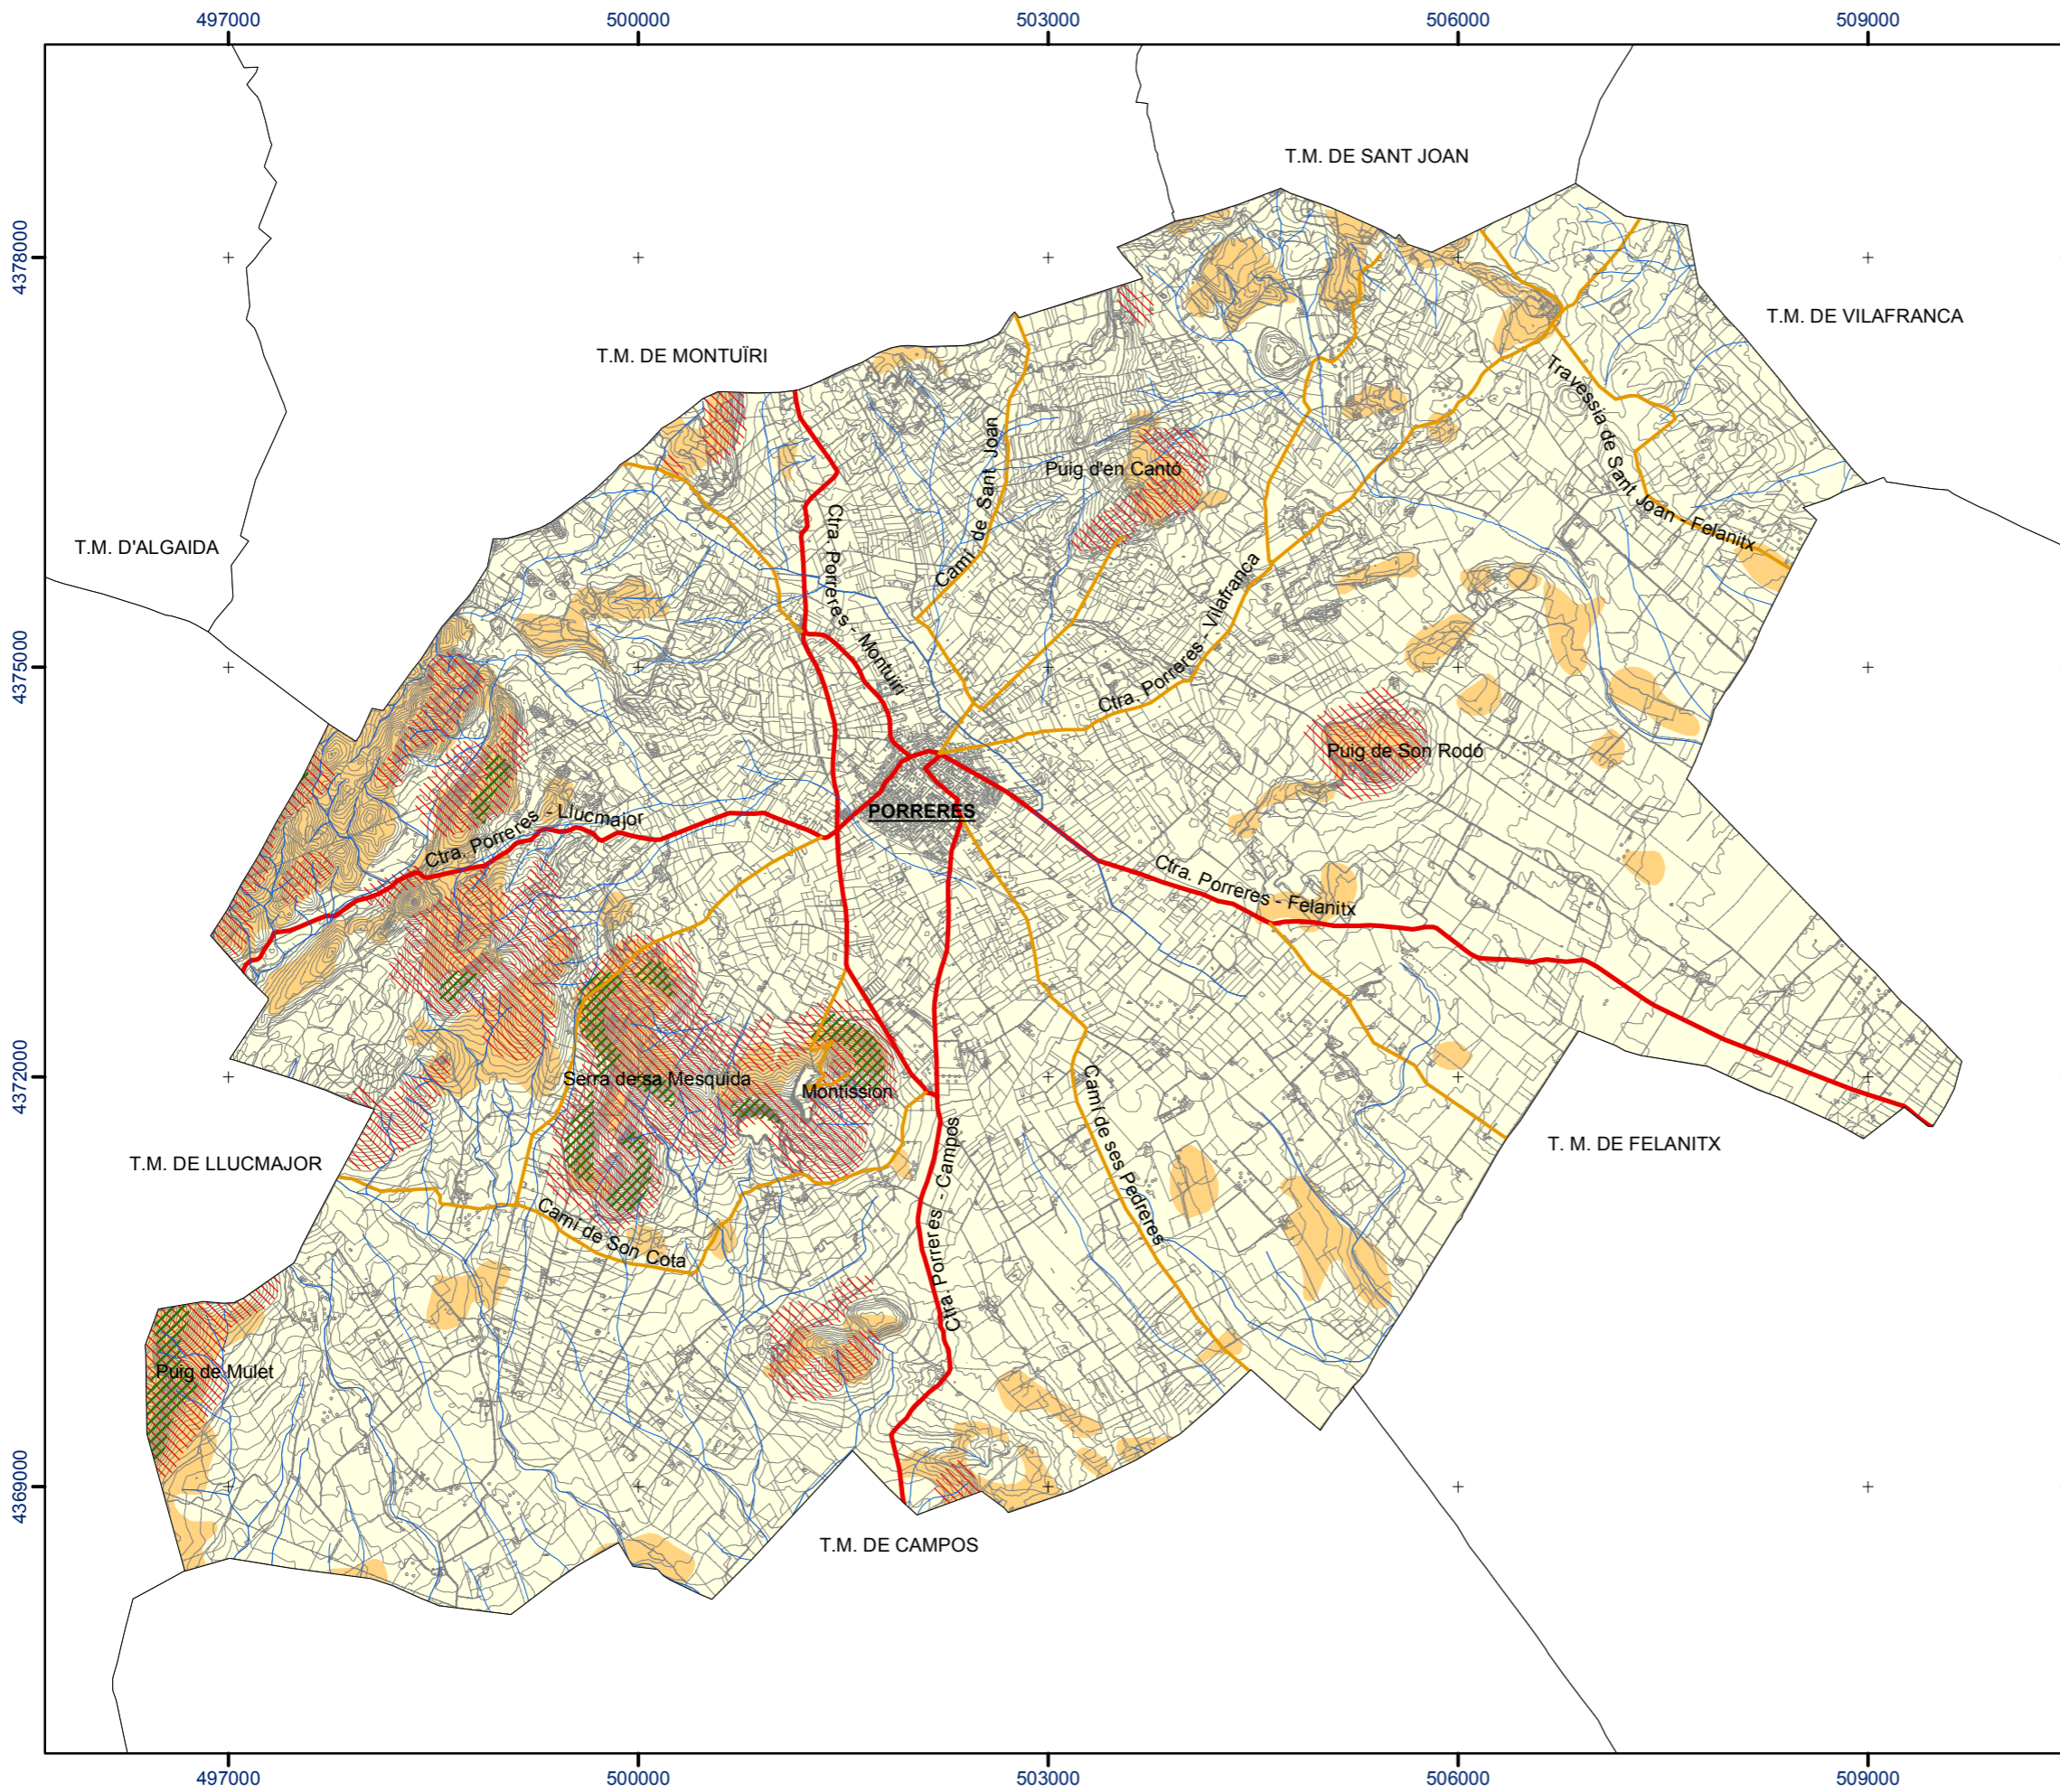 497000 500000 503000 506000 509000
T.M. DE SANT JOAN
4378000
T.M. DE VILAFRANCA
T.M. DE MONTUÏRI
Travessia de Sant Joan - Felanitx
Camí de Sant Joan
Puig d'en Cantó
Ctra. Porreres - Montuïri
T.M. D'ALGAIDA
Ctra. Porreres - Vilafranca
4375000
Puig de Son Rodó
PORRERES
Ctra. Porreres - Llucmajor
Ctra. Porreres - Felanitx
4372000
Serra de sa Mesquida
Montission
Camí de ses Pedreres
T. M. DE FELANITX
T.M. DE LLUCMAJOR
Ctra. Porreres - Campos
Camí de Son Cota
Puig de Mulet
4369000
T.M. DE CAMPOS
497000 500000 503000 506000 509000